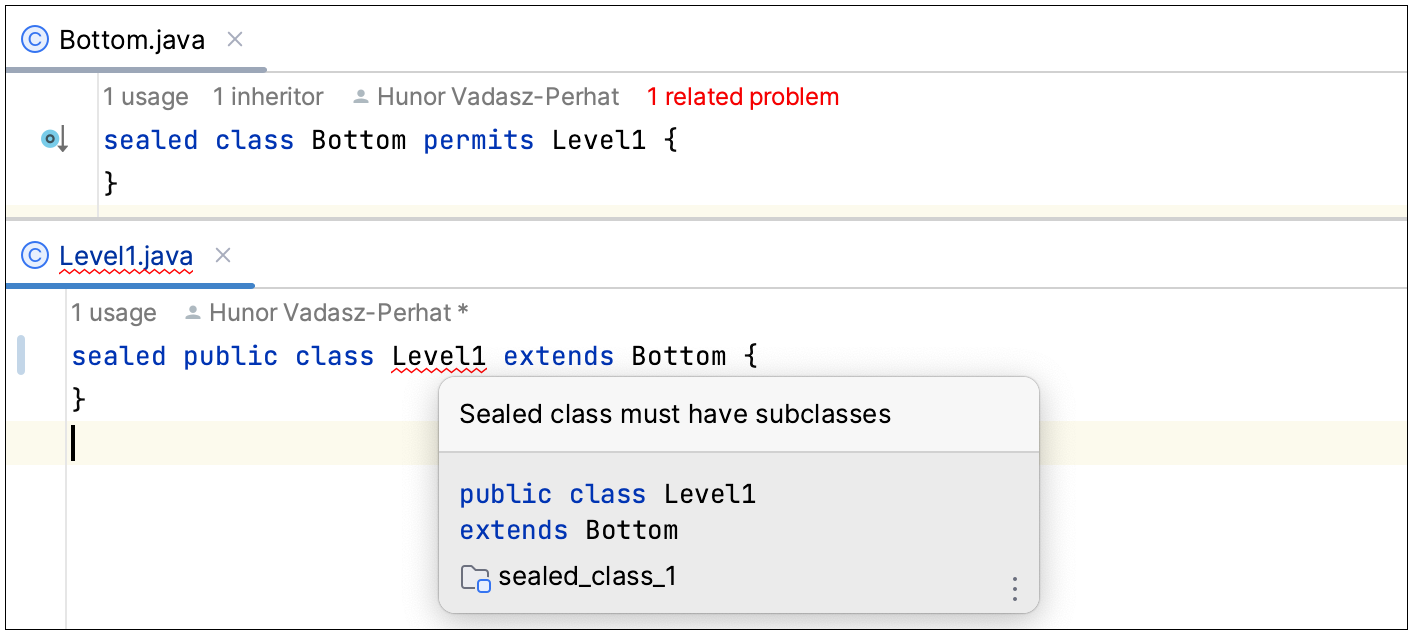 Bottom.java
1 usage 1 inheritor Hunor Vadasz-Perhat 1 related problem
sealed class Bottom permits Level1 {
}
Level1.java
1 usage Hunor Vadasz-Perhat *
sealed public class Level1 extends Bottom {
}
Sealed class must have subclasses
public class Level1
extends Bottom
sealed_class_1